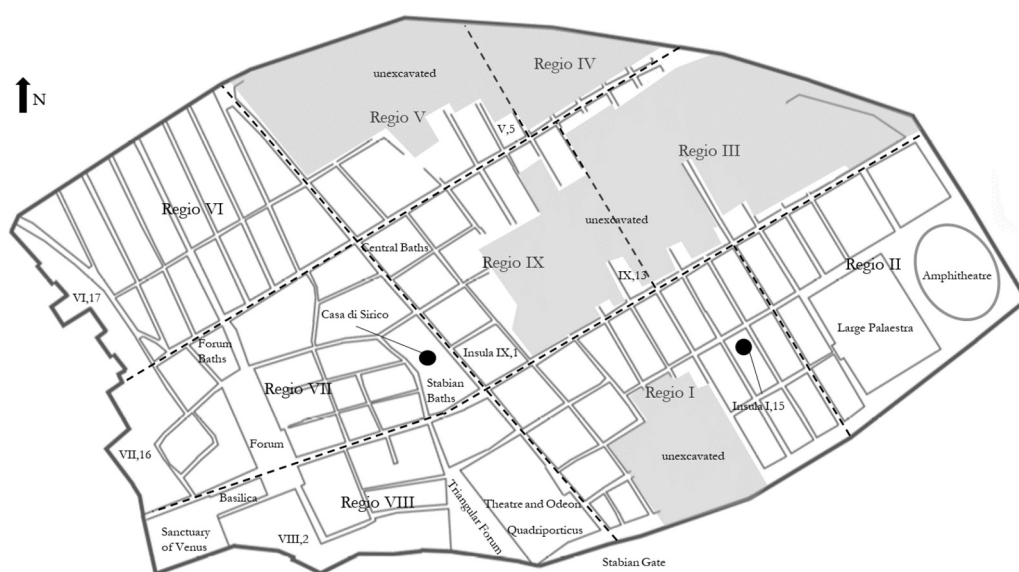 Regio IV
unexcavated
N
Regio V
V,5
Regio III
Regio VI
unexcavated
Central Baths
Regio IX
Regio II
IX,13
Amphitheatre
VI,17
Casa di Sirico
Large Palaestra
Forum
Baths
Insula IX,1
Regio VII
Stabian
Baths
Regio I
Insula I,15
Forum
VII,16
unexcavated
Basilica
Regio VIII
Triangular Forum
Theatre and Odeon
Quadriporticus
Sanctuary
of Venus
VIII,2
Stabian Gate